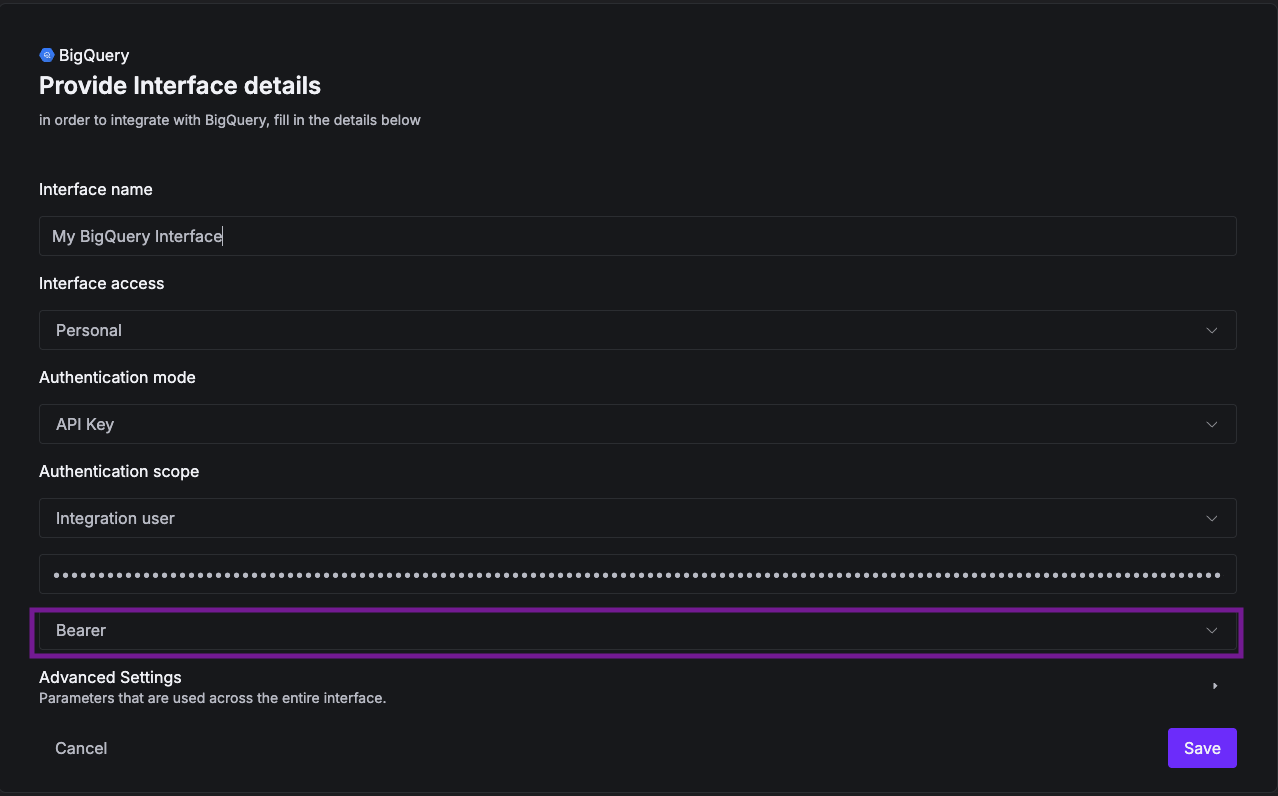 BigQuery
Provide Interface details
in order to integrate with BigQuery, fill in the details below
Interface name
My BigQuery Interface
Interface access
Personal
Authentication mode
API Key
Authentication scope
Integration user
Bearer
Advanced Settings
Parameters that are used across the entire interface.
Cancel
Save